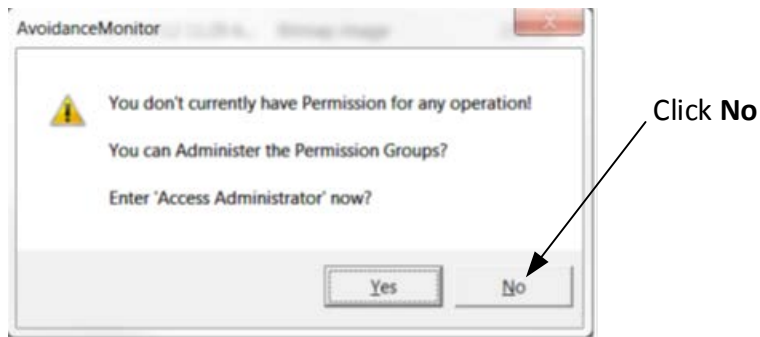 AvoidanceMonitor
You don't currently have Permission for any operation!
You can Administer the Permission Groups?
Enter 'Access Administrator' now?
Click No
Yes
No